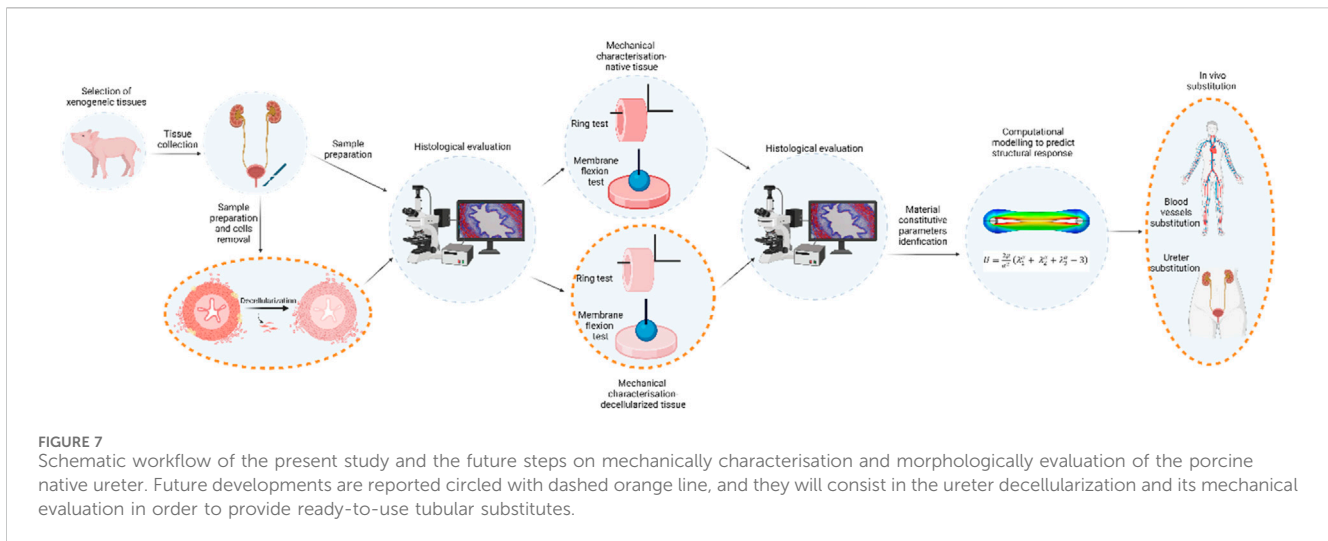 Selection of
xenogeneic tissues
Tissue
collection
Sample
preparation
Sample
preparation
and cells
removal
Decellularization
Histological evaluation
Mechanical
characterisation-
native tissue
Ring test
Membrane
flexion
test
Ring test
Membrane
flexion
test
Mechanical
characterisation-
decellularized tissue
Histological evaluation
Material
constitutive
parameters
idenfication
Computational
modelling to predict
structural response
In vivo
substitution
Blood
vessels
substitution
Ureter
substitution
FIGURE 7
Schematic workflow of the present study and the future steps on mechanically characterisation and morphologically evaluation of the porcine
native ureter. Future developments are reported circled with dashed orange line, and they will consist in the ureter decellularization and its mechanical
evaluation in order to provide ready-to-use tubular substitutes.